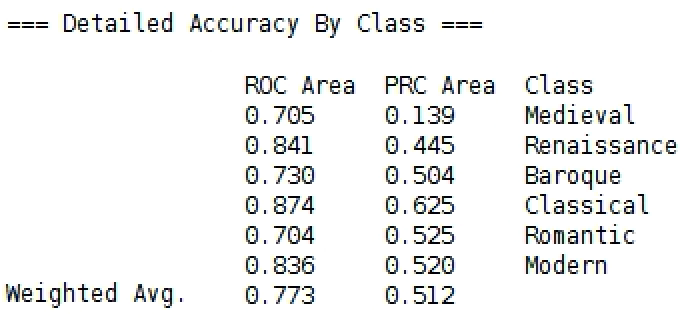 === Detailed Accuracy By Class ===
ROC Area PRC Area Class
0.705 0.139 Medieval
0.841 0.445 Renaissance
0.730 0.504 Baroque
0.874 0.625 Classical
0.704 0.525 Romantic
0.836 0.520 Modern
Weighted Avg. 0.773 0.512